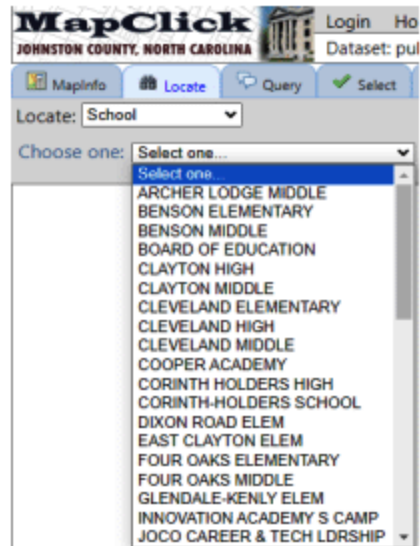 MapClick
JOHNSTON COUNTY, NORTH CAROLINA
Login Ho
Dataset: pul
MapInfo Locate Query Select
Locate: School
Choose one: Select one...
Select one...
ARCHER LODGE MIDDLE
BENSON ELEMENTARY
BENSON MIDDLE
BOARD OF EDUCATION
CLAYTON HIGH
CLAYTON MIDDLE
CLEVELAND ELEMENTARY
CLEVELAND HIGH
CLEVELAND MIDDLE
COOPER ACADEMY
CORINTH HOLDERS HIGH
CORINTH-HOLDERS SCHOOL
DIXON ROAD ELEM
EAST CLAYTON ELEM
FOUR OAKS ELEMENTARY
FOUR OAKS MIDDLE
GLENDALE-KENLY ELEM
INNOVATION ACADEMY S CAMP
JOCO CAREER & TECH LDRSHIP